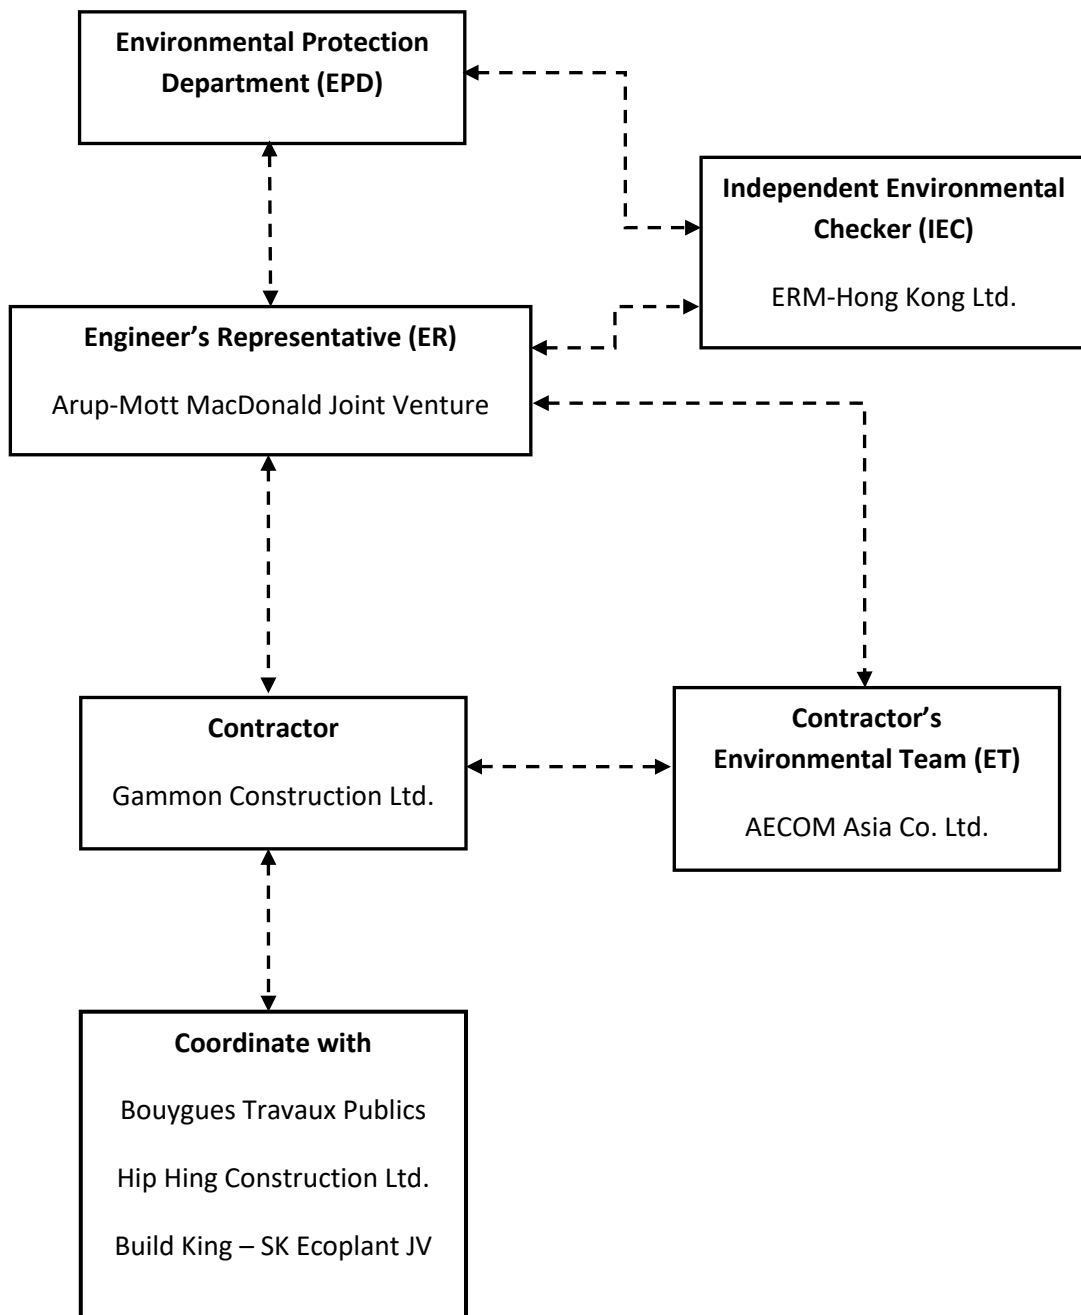 Environmental Protection
Department (EPD)
Independent Environmental
Checker (IEC)
ERM-Hong Kong Ltd.
Engineer’s Representative (ER)
Arup-Mott MacDonald Joint Venture
Contractor
Gammon Construction Ltd.
Contractor’s
Environmental Team (ET)
AECOM Asia Co. Ltd.
Coordinate with
Bouygues Travaux Publics
Hip Hing Construction Ltd.
Build King – SK Ecoplant JV